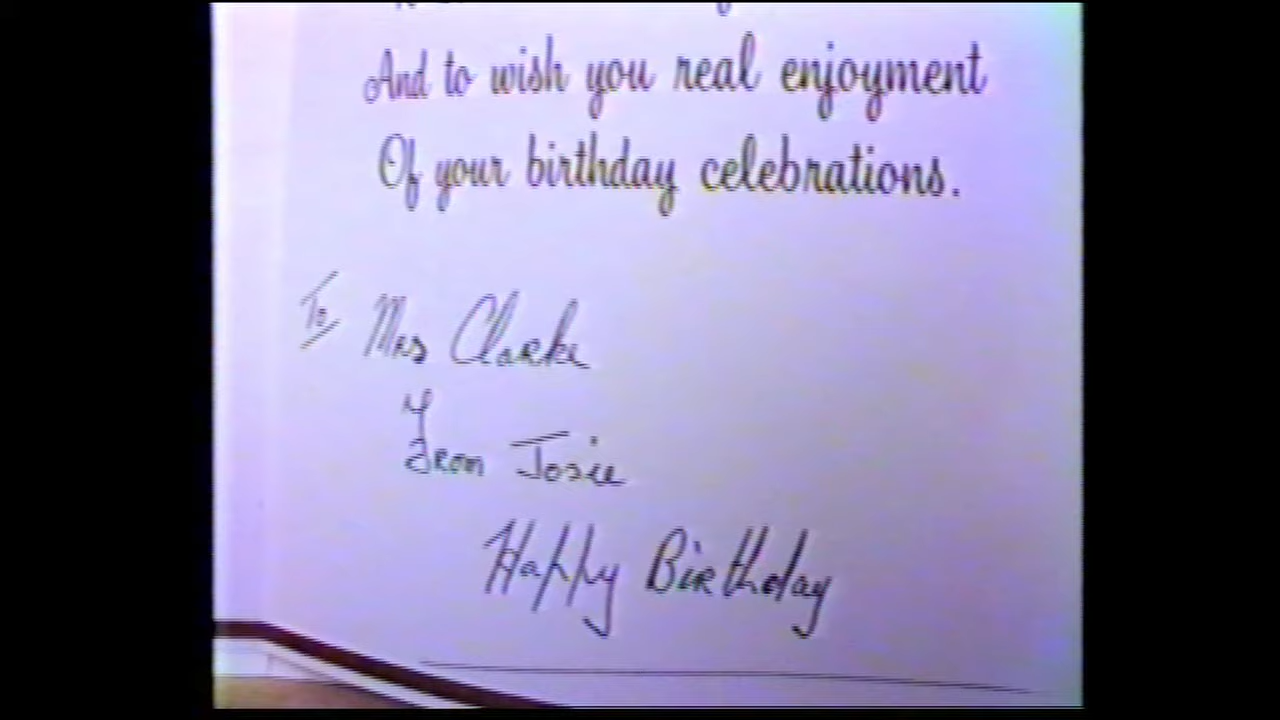 And to wish you real enjoyment
Of your birthday celebrations.
To Mrs Clarke
From Josie
Happy Birthday